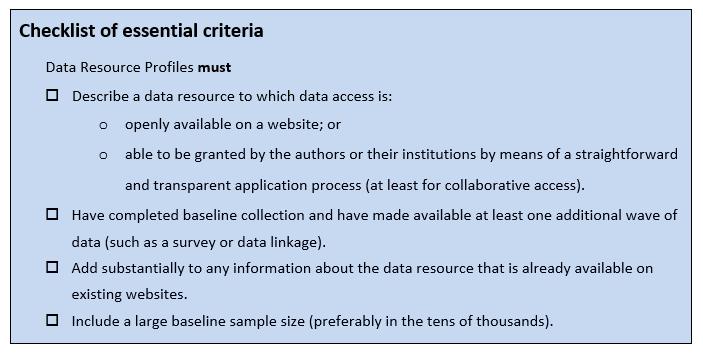 Checklist of essential criteria
Data Resource Profiles must
☐ Describe a data resource to which data access is:
o openly available on a website; or
o able to be granted by the authors or their institutions by means of a straightforward
and transparent application process (at least for collaborative access).
☐ Have completed baseline collection and have made available at least one additional wave of
data (such as a survey or data linkage).
☐ Add substantially to any information about the data resource that is already available on
existing websites.
☐ Include a large baseline sample size (preferably in the tens of thousands).